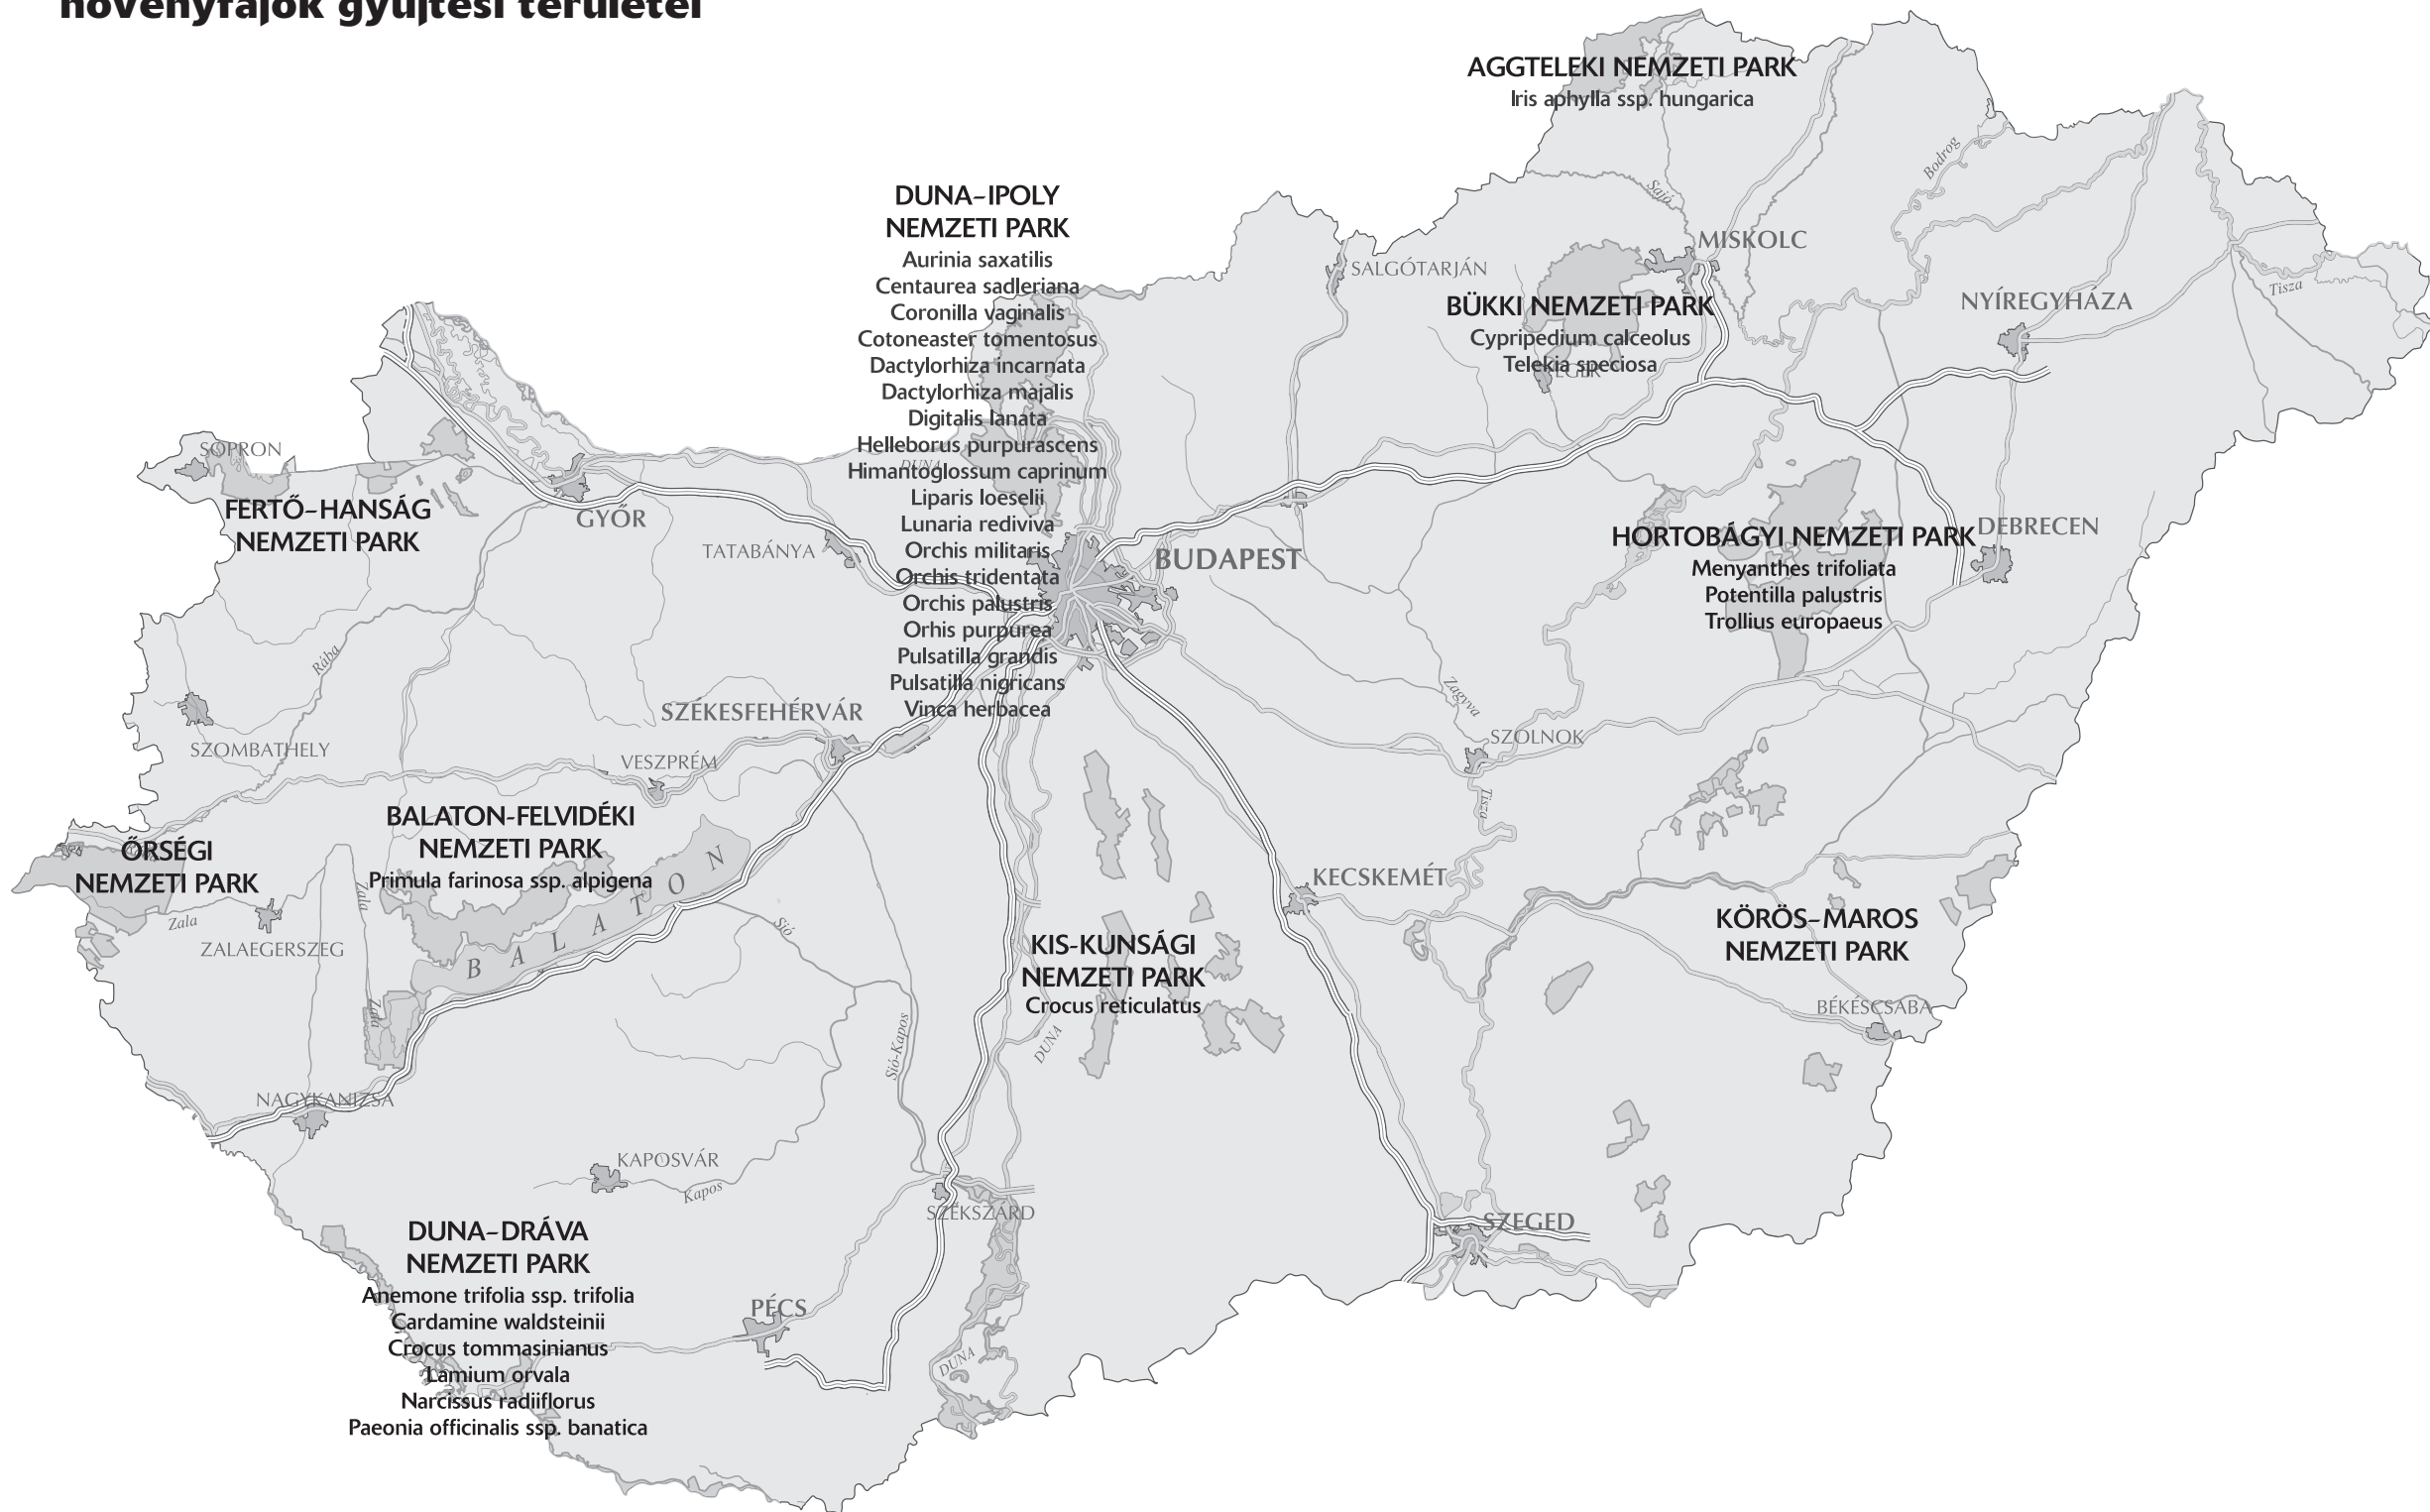 növényfajok gyűjtési területei
AGGTELEKI NEMZETI PARK
Iris aphylla ssp. hungarica
Bodrog
Sajó
DUNA–IPOLY
NEMZETI PARK
Aurinia saxatilis
Centaurea sadleriana
Coronilla vaginalis
Cotoneaster tomentosus
Dactylorhiza incarnata
Dactylorhiza majalis
Digitalis lanata
Helleborus purpurascens
Himantoglossum caprinum
Liparis loeselii
Lunaria rediviva
Orchis militaris
Orchis tridentata
Orchis palustris
Orhis purpurea
Pulsatilla grandis
Pulsatilla nigricans
Vinca herbacea
DUNA
MISKOLC
SALGÓTARJÁN
BÜKKI NEMZETI PARK
Cypripedium calceolus
Telekia speciosa
EGER
NYÍREGYHÁZA
Tisza
SOPRON
FERTŐ–HANSÁG
NEMZETI PARK
GYŐR
TATABÁNYA
BUDAPEST
HORTOBÁGYI NEMZETI PARK
Menyanthes trifoliata
Potentilla palustris
Trollius europaeus
DEBRECEN
Rába
Zagyva
SZÉKESFEHÉRVÁR
SZOMBATHELY
VESZPRÉM
SZOLNOK
Tisza
BALATON-FELVIDÉKI
NEMZETI PARK
Primula farinosa ssp. alpigena
ŐRSÉGI
NEMZETI PARK
Zala
Zala
Zala
ZALAEGERSZEG
BALATON
Sió
KECSKEMÉT
KIS-KUNSÁGI
NEMZETI PARK
Crocus reticulatus
KÖRÖS–MAROS
NEMZETI PARK
BÉKÉSCSABA
Sió-Kapos
DUNA
NAGYKANIZSA
KAPOSVÁR
Kapos
SZEKSZÁRD
SZEGED
DUNA–DRÁVA
NEMZETI PARK
Anemone trifolia ssp. trifolia
Cardamine waldsteinii
Crocus tommasinianus
Lamium orvala
Narcissus radiiflorus
Paeonia officinalis ssp. banatica
PÉCS
DUNA